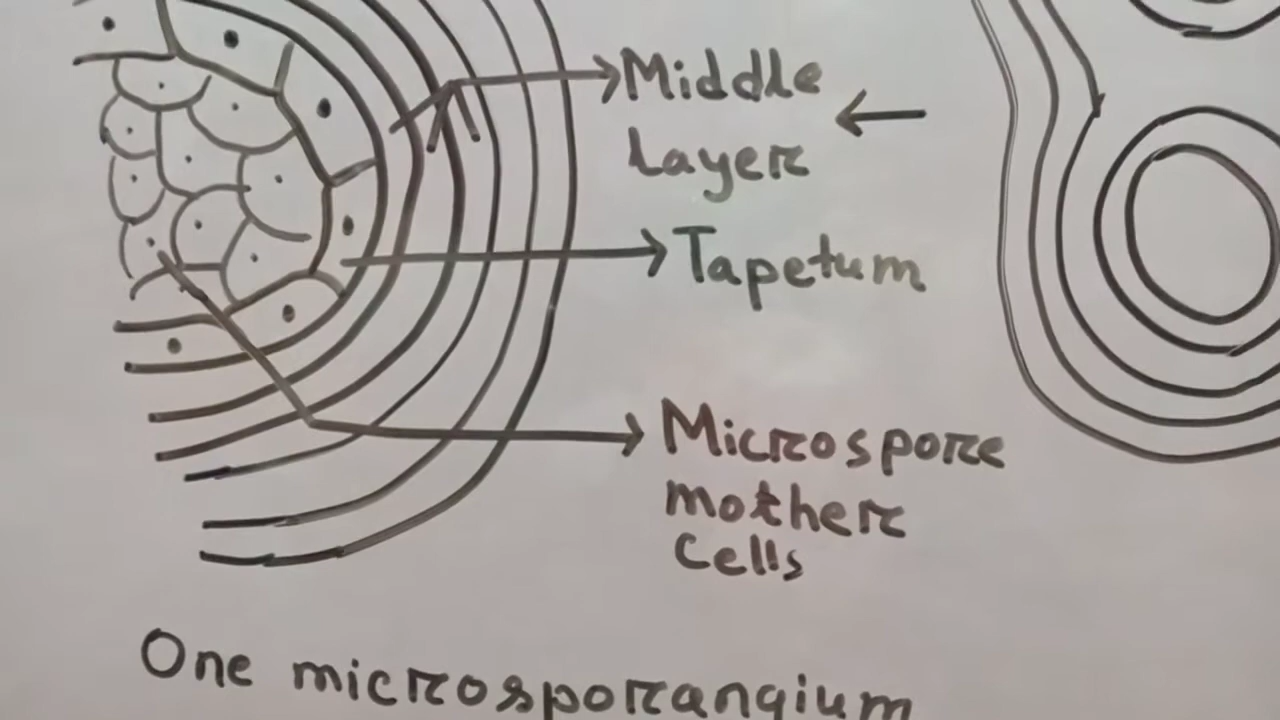 Middle
Layer
Tapetum
Microspore
mother
cells
One microsporangium